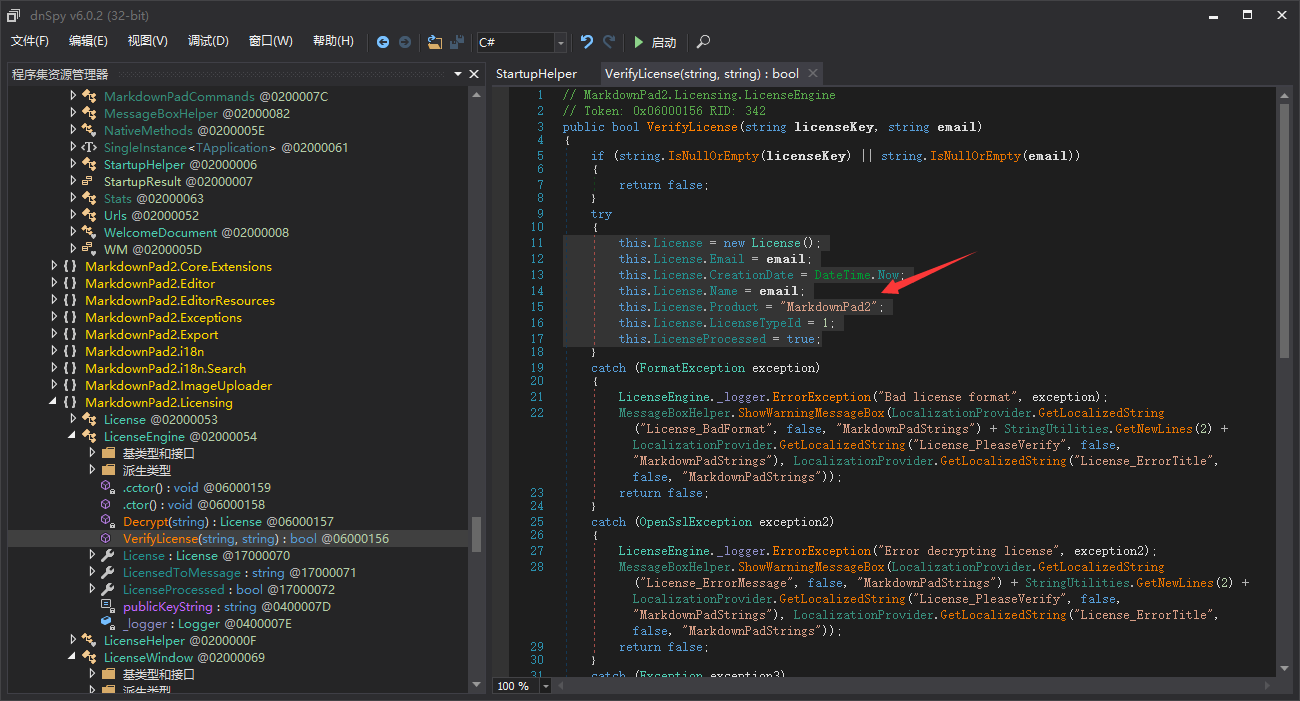 dnSpy v6.0.2 (32-bit)
文件(F) 编辑(E) 视图(V) 调试(D) 窗口(W) 帮助(H) C# 启动
程序集资源管理器
MarkdownPadCommands @0200007C
MessageBoxHelper @02000082
NativeMethods @0200005E
SingleInstance<TApplication> @02000061
StartupHelper @02000006
StartupResult @02000007
Stats @02000063
Urls @02000052
WelcomeDocument @02000008
WM @0200005D
{ } MarkdownPad2.Core.Extensions
{ } MarkdownPad2.Editor
{ } MarkdownPad2.EditorResources
{ } MarkdownPad2.Exceptions
{ } MarkdownPad2.Export
{ } MarkdownPad2.i18n
{ } MarkdownPad2.i18n.Search
{ } MarkdownPad2.ImageUploader
{ } MarkdownPad2.Licensing
License @02000053
LicenseEngine @02000054
基类型和接口
派生类型
.cctor() : void @06000159
.ctor() : void @06000158
Decrypt(string) : License @06000157
VerifyLicense(string, string) : bool @06000156
License : License @17000070
LicensedToMessage : string @17000071
LicenseProcessed : bool @17000072
publicKeyString : string @0400007D
_logger : Logger @0400007E
LicenseHelper @0200000F
LicenseWindow @02000069
基类型和接口
派生类型
StartupHelper VerifyLicense(string, string) : bool
1 // MarkdownPad2.Licensing.LicenseEngine
2 // Token: 0x06000156 RID: 342
3 public bool VerifyLicense(string licenseKey, string email)
4 {
5 if (string.IsNullOrEmpty(licenseKey) || string.IsNullOrEmpty(email))
6 {
7 return false;
8 }
9 try
10 {
11 this.License = new License();
12 this.License.Email = email;
13 this.License.CreationDate = DateTime.Now;
14 this.License.Name = email;
15 this.License.Product = "MarkdownPad2";
16 this.License.LicenseTypeId = 1;
17 this.LicenseProcessed = true;
18 }
19 catch (FormatException exception)
20 {
21 LicenseEngine._logger.ErrorException("Bad license format", exception);
22 MessageBoxHelper.ShowWarningMessageBox(LocalizationProvider.GetLocalizedString
("License_BadFormat", false, "MarkdownPadStrings") + StringUtilities.GetNewLines(2) +
LocalizationProvider.GetLocalizedString("License_PleaseVerify", false,
"MarkdownPadStrings"), LocalizationProvider.GetLocalizedString("License_ErrorTitle",
false, "MarkdownPadStrings"));
23 return false;
24 }
25 catch (OpenSslException exception2)
26 {
27 LicenseEngine._logger.ErrorException("Error decrypting license", exception2);
28 MessageBoxHelper.ShowWarningMessageBox(LocalizationProvider.GetLocalizedString
("License_ErrorMessage", false, "MarkdownPadStrings") + StringUtilities.GetNewLines(2) +
LocalizationProvider.GetLocalizedString("License_PleaseVerify", false,
"MarkdownPadStrings"), LocalizationProvider.GetLocalizedString("License_ErrorTitle",
false, "MarkdownPadStrings"));
29 return false;
30 }
31 catch (Exception exception3)
100 %